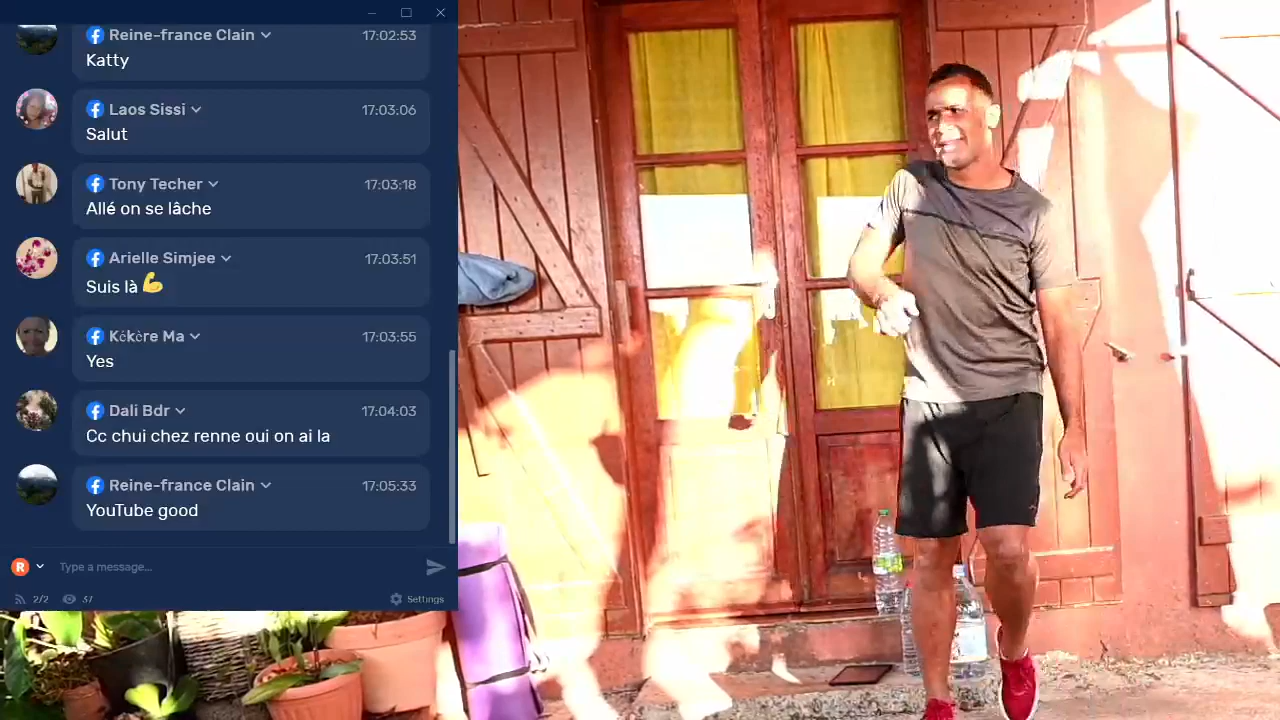 Reine-france Clain 17:02:53
Katty
Laos Sissi 17:03:06
Salut
Tony Techer 17:03:18
Allé on se lâche
Arielle Simjee 17:03:51
Suis là 💪
Kėkėre Ma 17:03:55
Yes
Dali Bdr 17:04:03
Cc chui chez renne oui on ai la
Reine-france Clain 17:05:33
YouTube good
R Type a message...
2/2 37 Settings